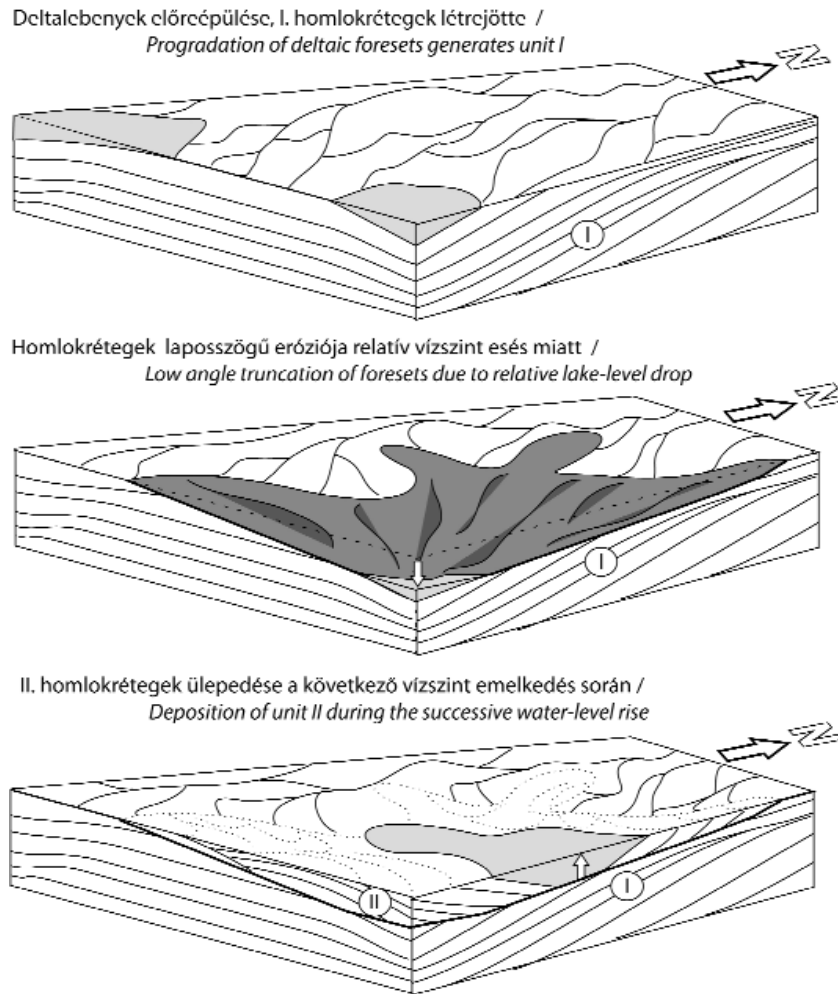 Deltalebenyek előreépülése, I. homlokrétegek létrejötte /
Progradation of deltaic foresets generates unit I
N
I
Homlokrétegek laposszögű eróziója relatív vízszint esés miatt /
Low angle truncation of foresets due to relative lake-level drop
N
I
II. homlokrétegek ülepedése a következő vízszint emelkedés során /
Deposition of unit II during the successive water-level rise
N
I
II